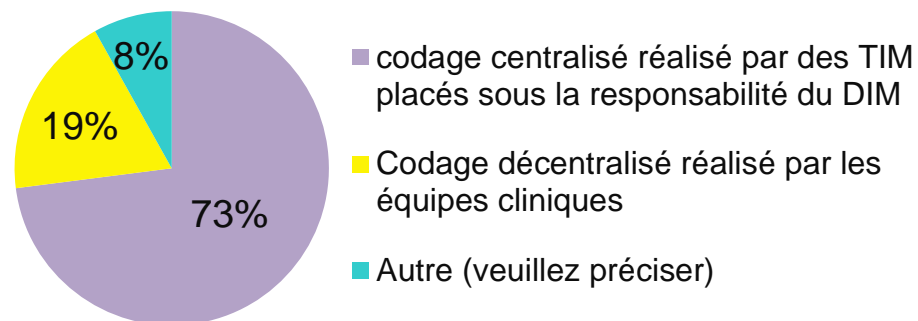 8%
19%
73%
codage centralisé réalisé par des TIM
placés sous la responsabilité du DIM
Codage décentralisé réalisé par les
équipes cliniques
Autre (veuillez préciser)